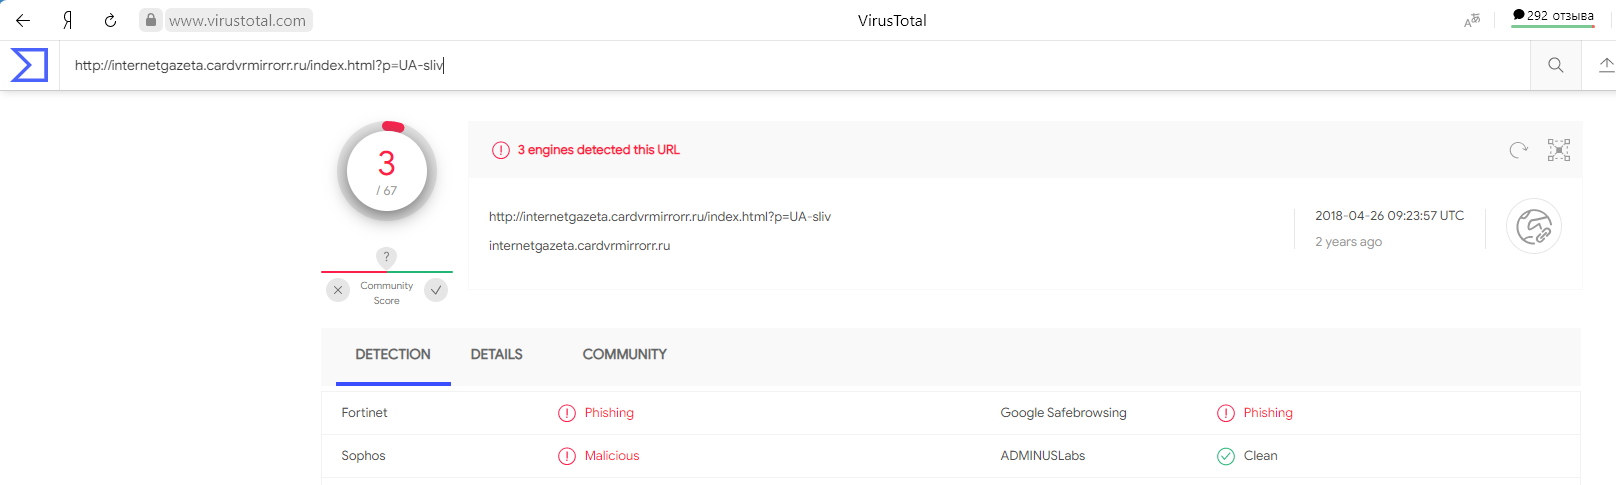 Я www.virustotal.com VirusTotal 292 отзыва
http://internetgazeta.cardvrmirrorr.ru/index.html?p=UA-sliv
3
/ 67
3 engines detected this URL
http://internetgazeta.cardvrmirrorr.ru/index.html?p=UA-sliv
internetgazeta.cardvrmirrorr.ru
2018-04-26 09:23:57 UTC
2 years ago
?
Community
Score
DETECTION DETAILS COMMUNITY
Fortinet Phishing Google Safebrowsing Phishing
Sophos Malicious ADMINUSLabs Clean